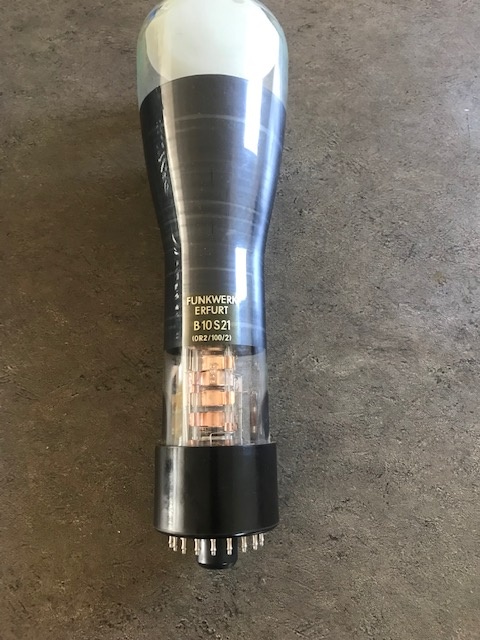 FUNKWERK
ERFURT
B10S21
(OR2/100/2)